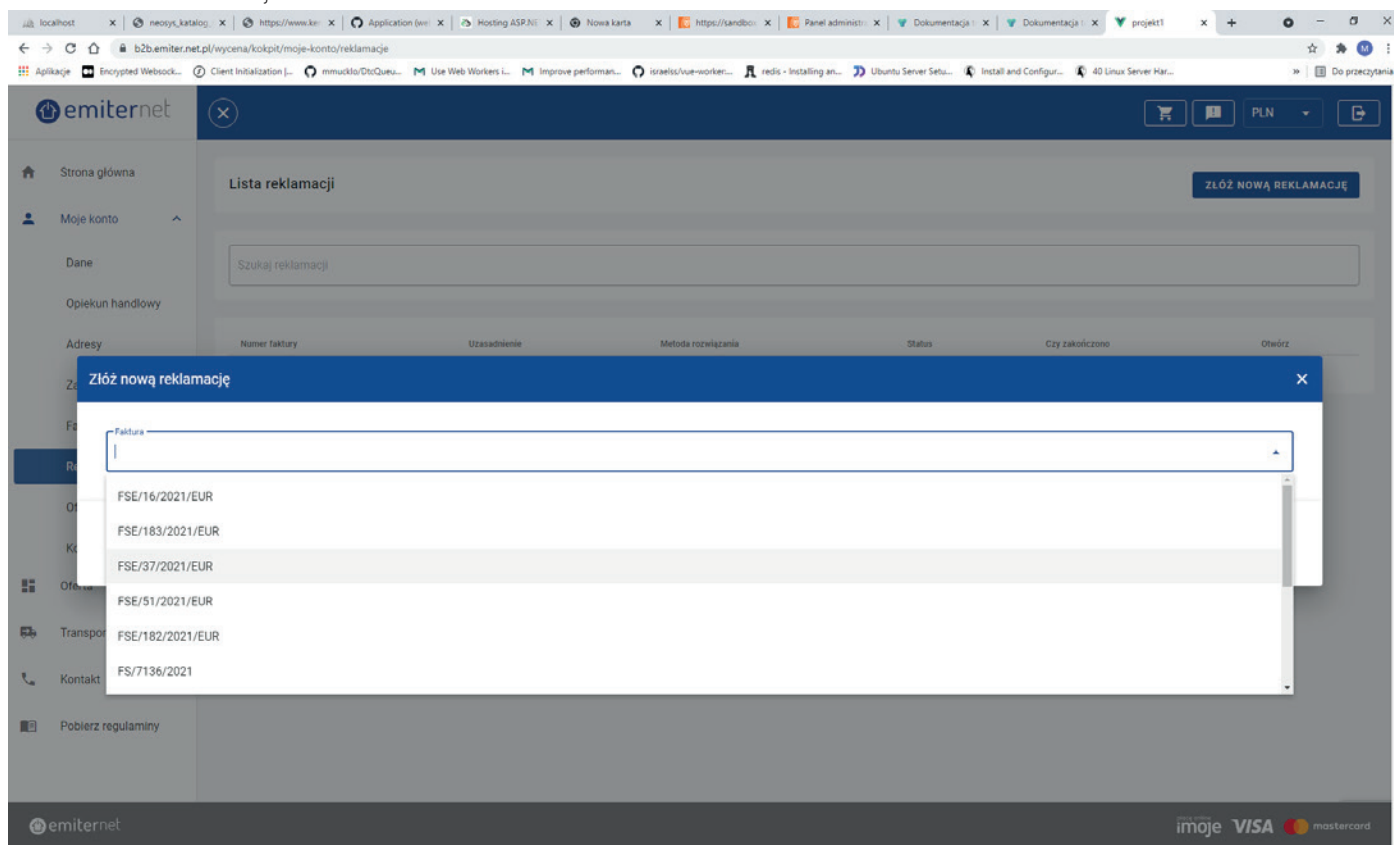 localhost
neosys_katalog
https://www.ker
Application (wel
Hosting ASP.NE
Nowa karta
https://sandbo
Panel administr
Dokumentacja t
Dokumentacja t
projekt1
b2b.emiter.net.pl/wycena/kokpit/moje-konto/reklamacje
Aplikacje
Encrypted Websock...
Client Initialization |...
mmucklo/DtcQueu...
Use Web Workers i...
Improve performan...
israelss/vue-worker:...
redis - Installing an...
Ubuntu Server Setu...
Install and Configur...
40 Linux Server Har...
»
Do przeczytania
emiternet
PLN
Strona główna
Lista reklamacji
ZŁÓŻ NOWĄ REKLAMACJĘ
Moje konto
Dane
Szukaj reklamacji
Opiekun handlowy
Adresy
Numer faktury
Uzasadnienie
Metoda rozwiązania
Status
Czy zakończono
Otwórz
Złóż nową reklamację
Faktura
FSE/16/2021/EUR
FSE/183/2021/EUR
FSE/37/2021/EUR
Oferta
FSE/51/2021/EUR
FSE/182/2021/EUR
Transpor
FS/7136/2021
Kontakt
Pobierz regulaminy
emiternet
imoje
VISA
mastercard